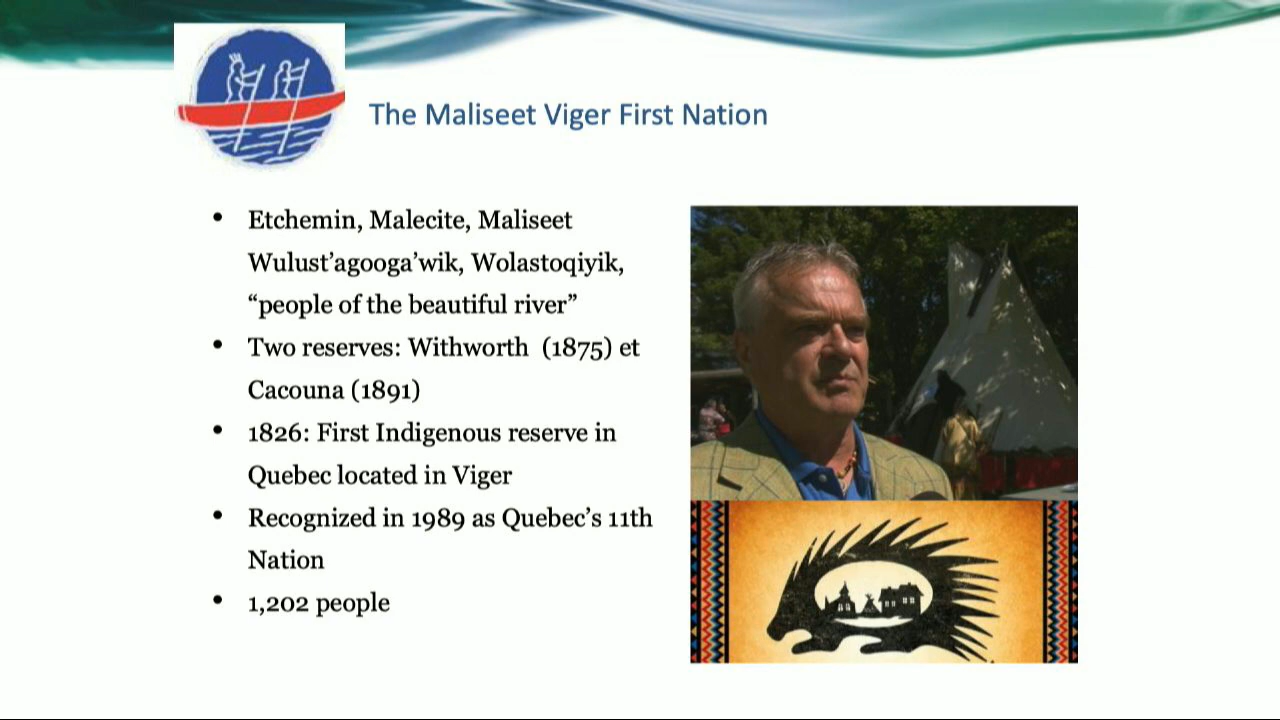 The Maliseet Viger First Nation
• Etchemin, Malecite, Maliseet
Wulust’agooga’wik, Wolastoqiyik,
“people of the beautiful river”
• Two reserves: Withworth (1875) et
Cacouna (1891)
• 1826: First Indigenous reserve in
Quebec located in Viger
• Recognized in 1989 as Quebec’s 11th
Nation
• 1,202 people